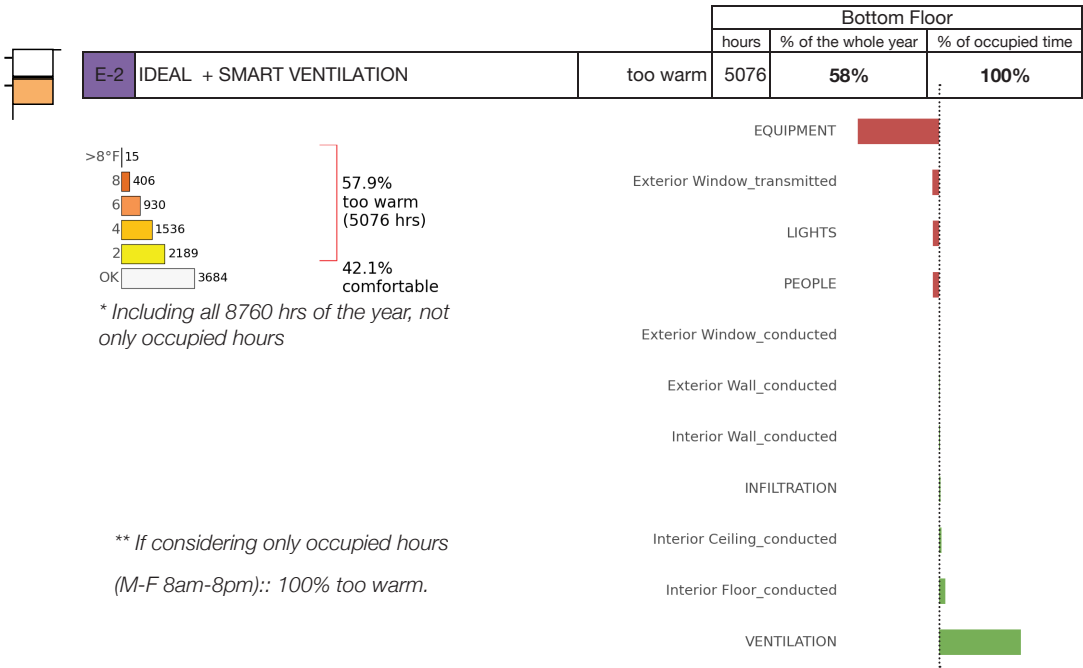 Bottom Floor
hours % of the whole year % of occupied time
E-2 IDEAL + SMART VENTILATION too warm 5076 58% 100%
EQUIPMENT
>8°F 15
8 406
6 930
4 1536
2 2189
OK 3684
57.9%
too warm
(5076 hrs)
42.1%
comfortable
* Including all 8760 hrs of the year, not
only occupied hours
Exterior Window_transmitted
LIGHTS
PEOPLE
Exterior Window_conducted
Exterior Wall_conducted
Interior Wall_conducted
INFILTRATION
Interior Ceiling_conducted
Interior Floor_conducted
VENTILATION
** If considering only occupied hours
(M-F 8am-8pm):: 100% too warm.